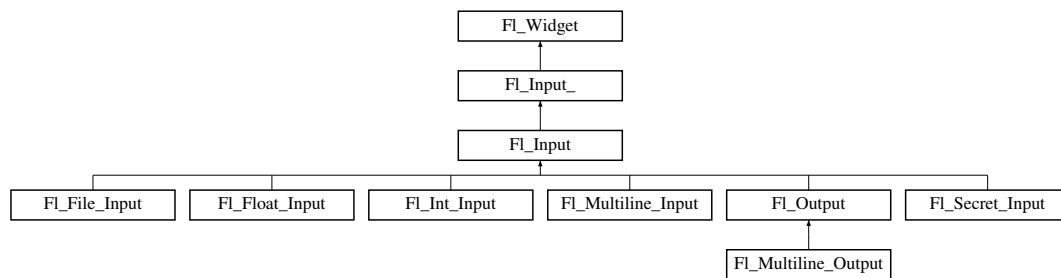 Fl_Widget
Fl_Input_
Fl_Input
Fl_File_Input
Fl_Float_Input
Fl_Int_Input
Fl_Multiline_Input
Fl_Output
Fl_Secret_Input
Fl_Multiline_Output